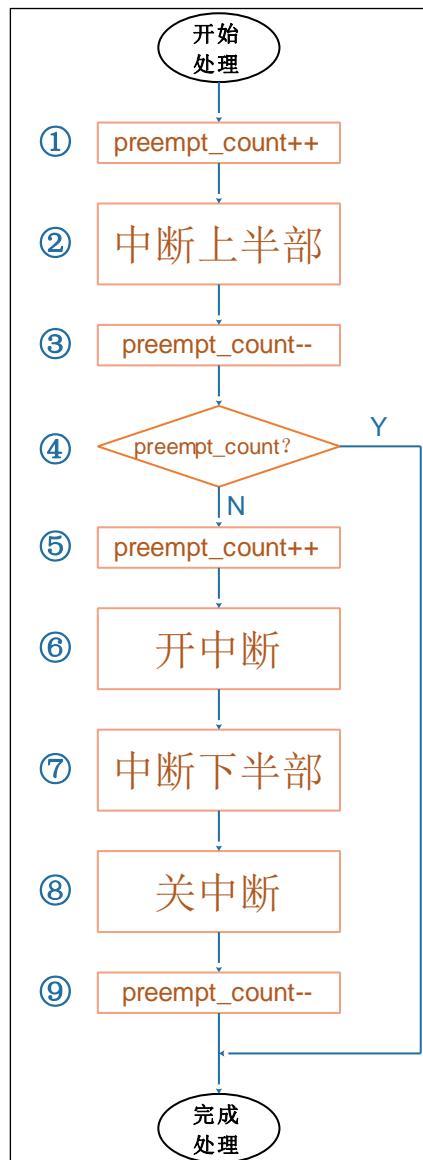 开始
处理
① preempt_count++
② 中断上半部
③ preempt_count--
④ preempt_count？
Y
N
⑤ preempt_count++
⑥ 开中断
⑦ 中断下半部
⑧ 关中断
⑨ preempt_count--
完成
处理